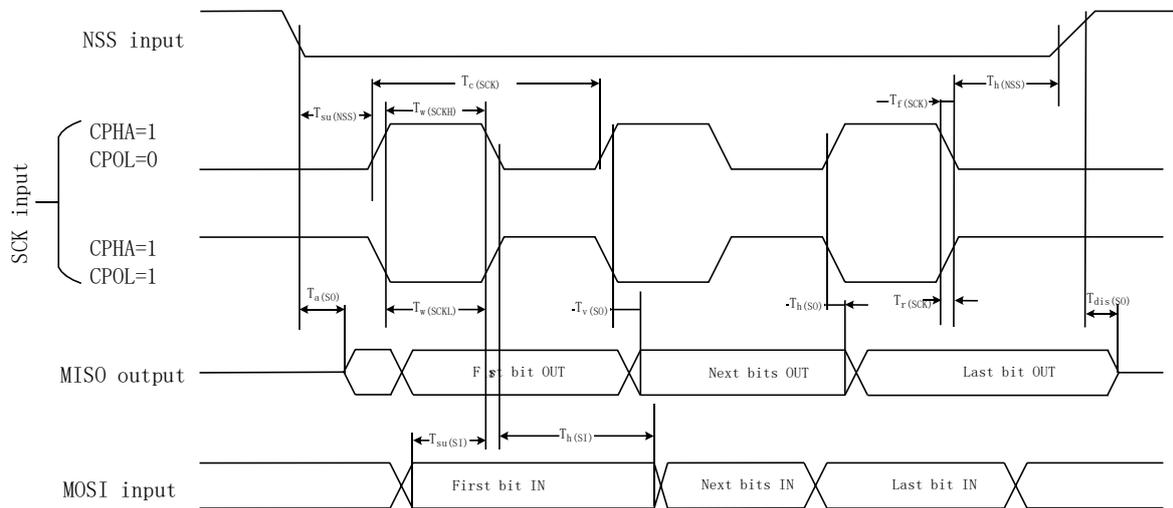 NSS input
Tc(SCK)
Th(NSS)
Tsu(NSS)
Tw(SCKH)
Tf(SCK)
CPHA=1
CPOL=0
SCK input
CPHA=1
CPOL=1
Ta(SO)
Tw(SCKL)
Tv(SO)
Th(SO)
Tr(SCK)
Tdis(SO)
MISO output
First bit OUT
Next bits OUT
Last bit OUT
Tsu(SI)
Th(SI)
MOSI input
First bit IN
Next bits IN
Last bit IN